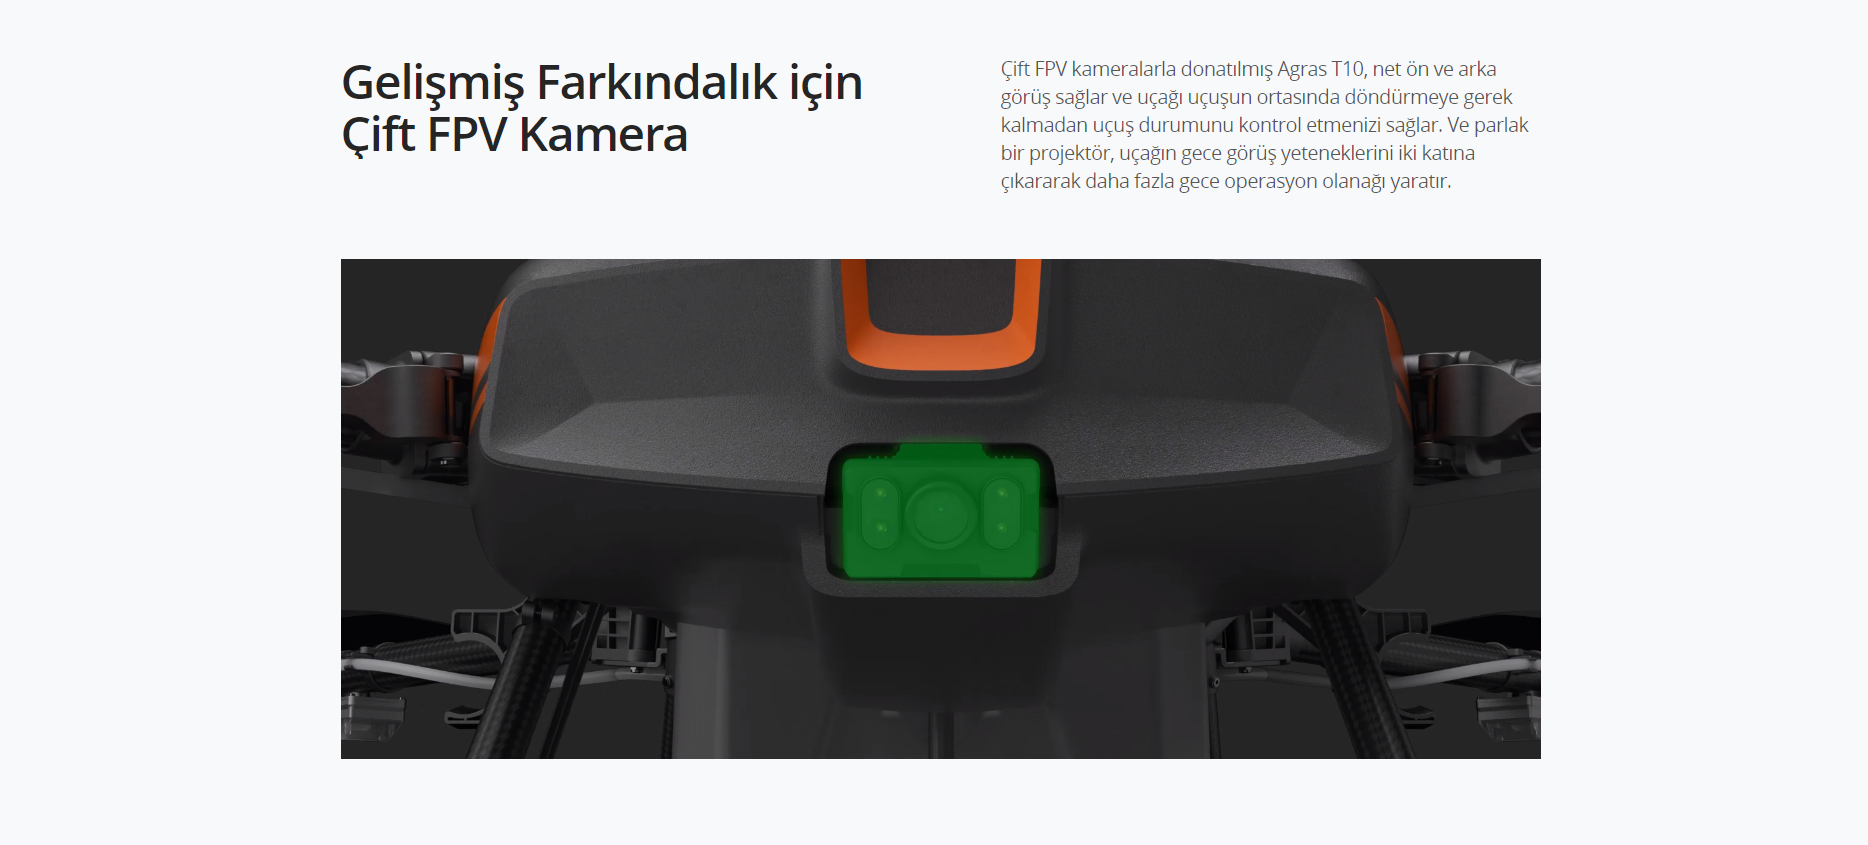 Gelişmiş Farkındalık için
Çift FPV Kamera
Çift FPV kameralarla donatılmış Agras T10, net ön ve arka
görüş sağlar ve uçağı uçuşun ortasında döndürmeye gerek
kalmadan uçuş durumunu kontrol etmenizi sağlar. Ve parlak
bir projektör, uçağın gece görüş yeteneklerini iki katına
çıkararak daha fazla gece operasyon olanağı yaratır.